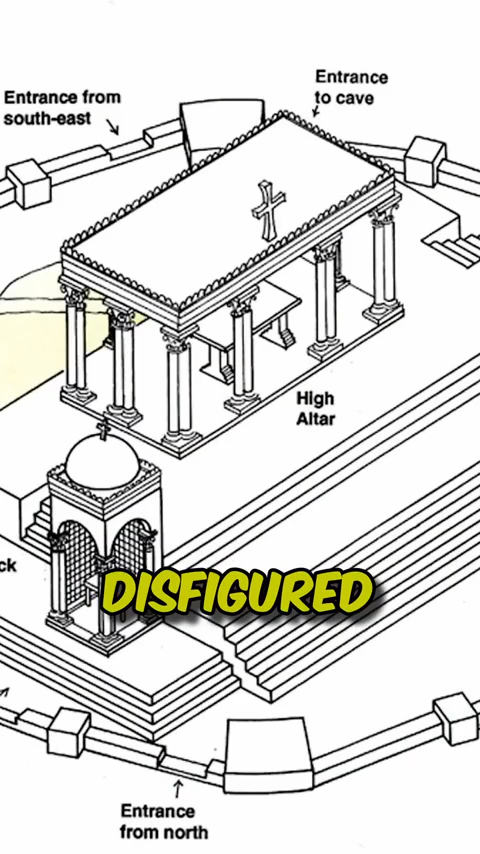 Entrance
to cave
Entrance from
south-east
High
Altar
ck
DISFIGURED
Entrance
from north